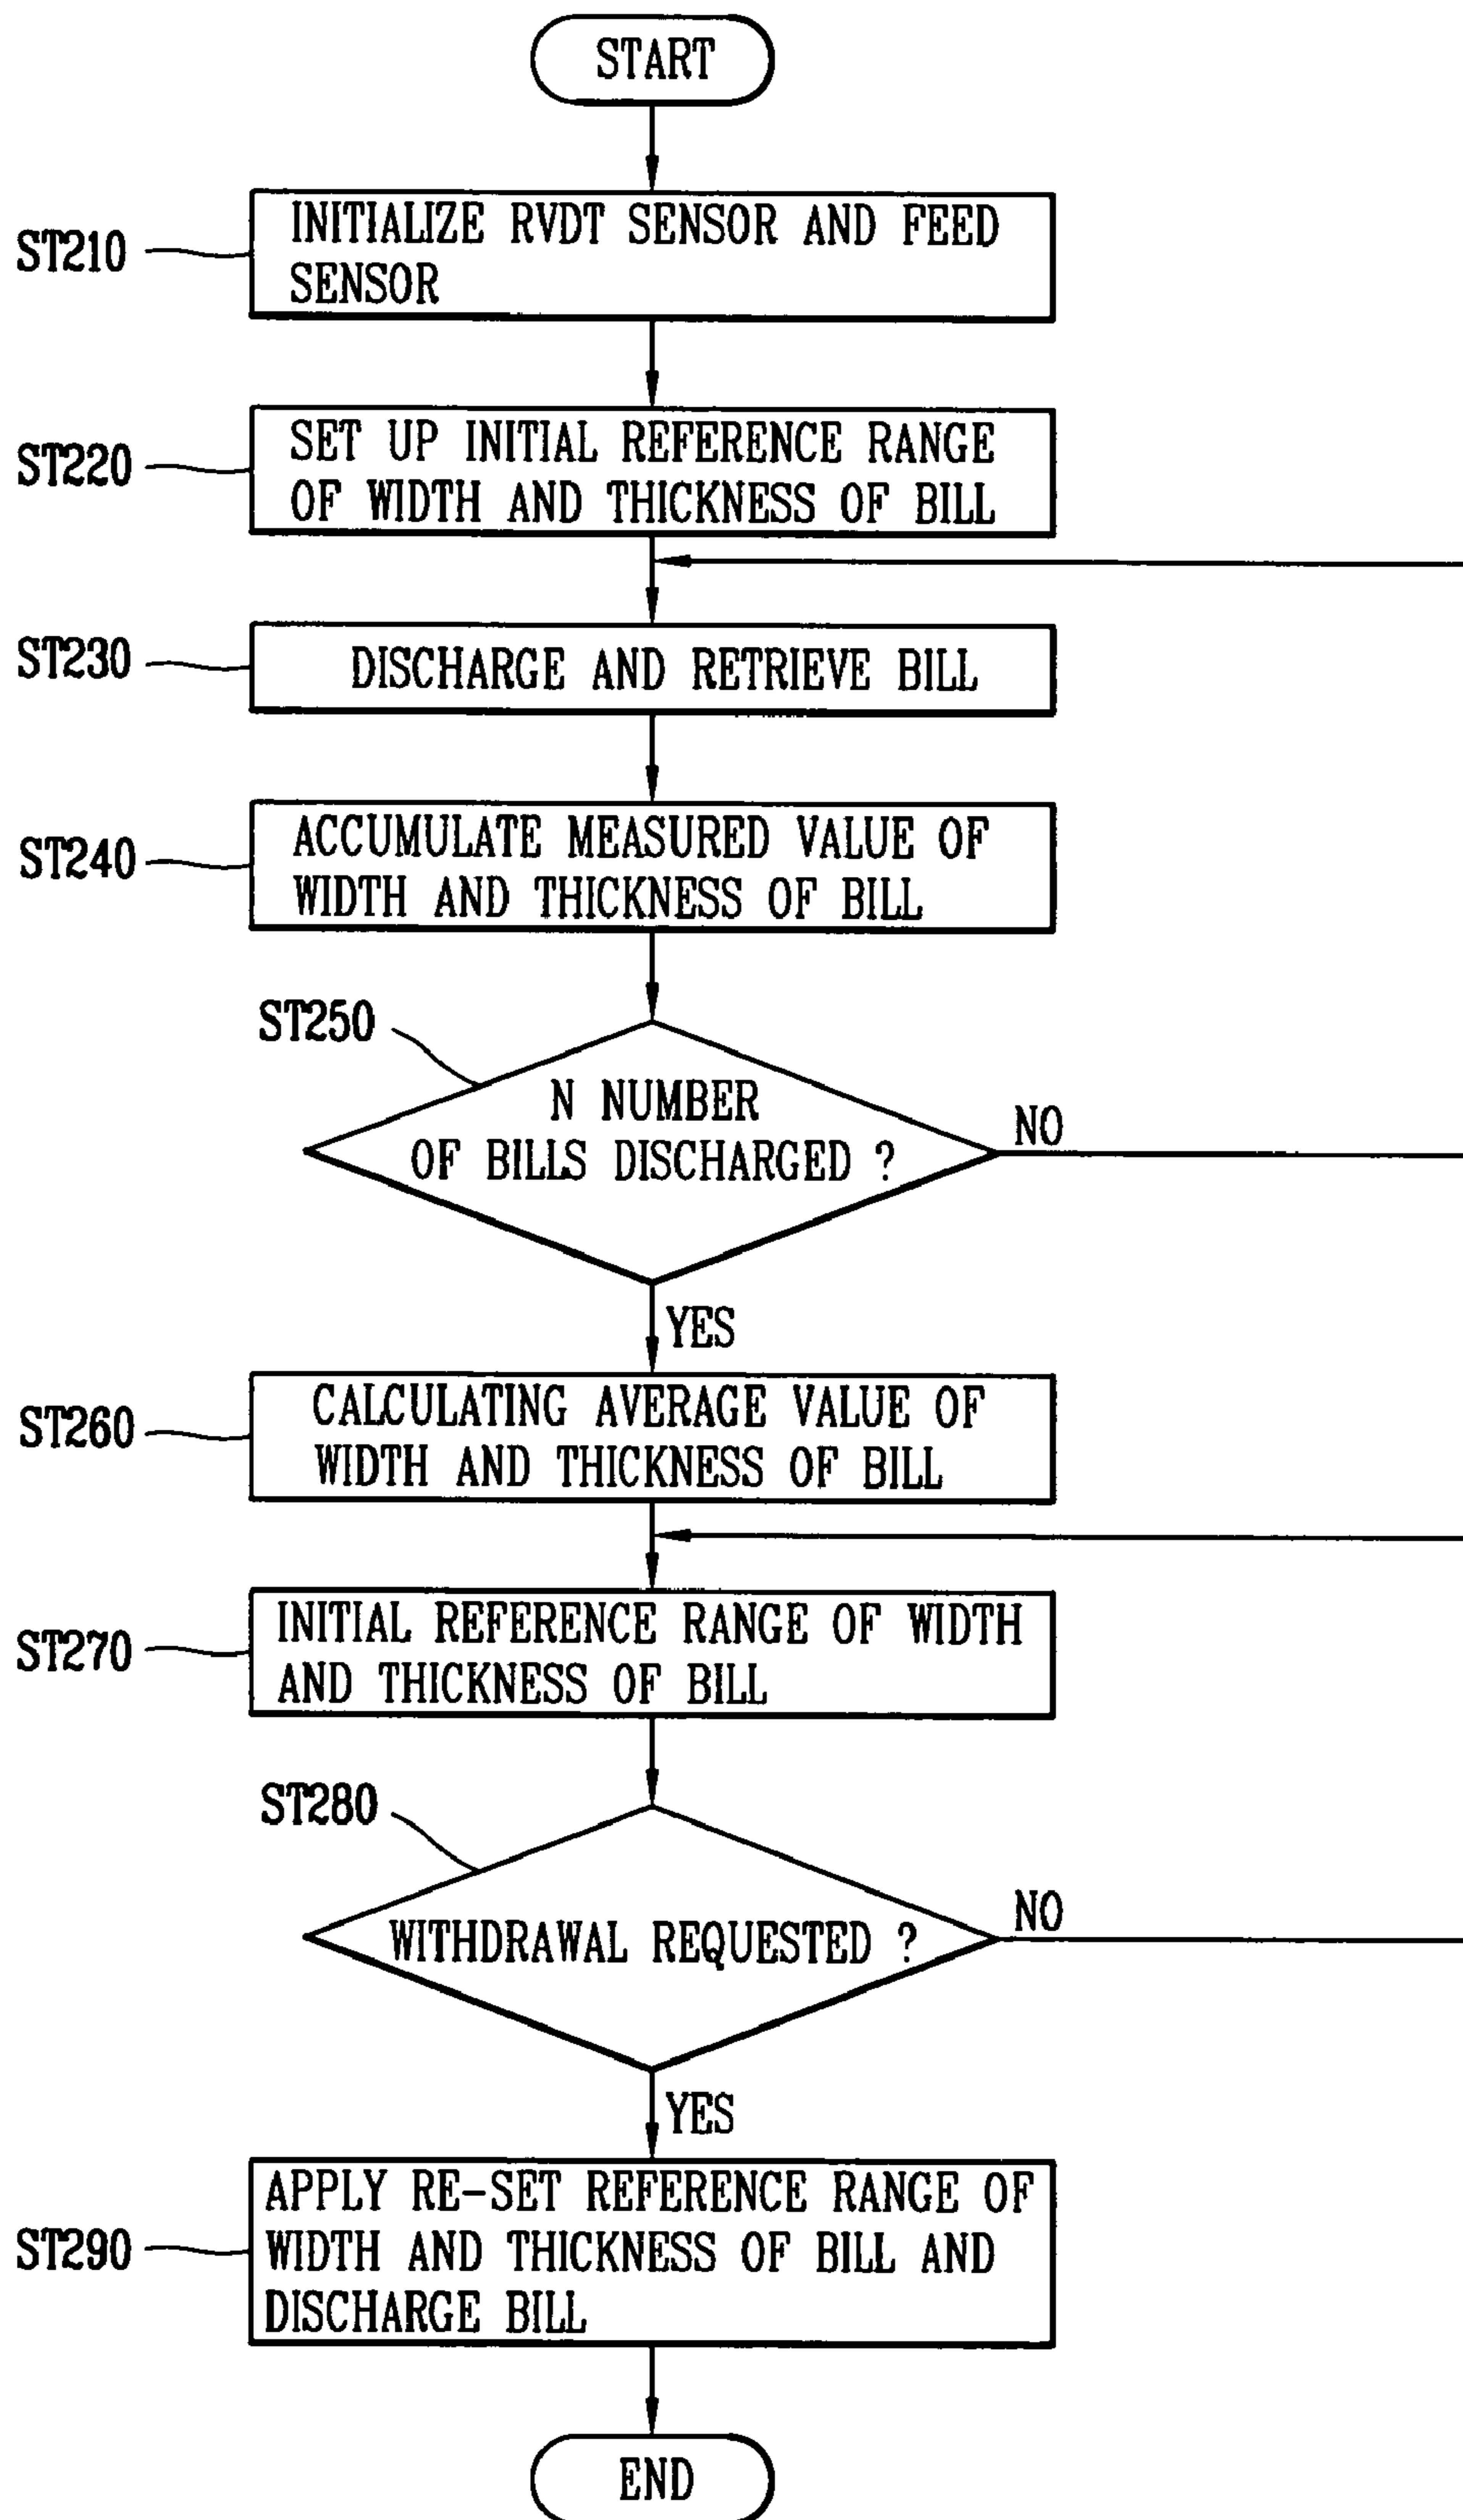 START
ST210
INITIALIZE RVDT SENSOR AND FEED
SENSOR
ST220
SET UP INITIAL REFERENCE RANGE
OF WIDTH AND THICKNESS OF BILL
ST230
DISCHARGE AND RETRIEVE BILL
ST240
ACCUMULATE MEASURED VALUE OF
WIDTH AND THICKNESS OF BILL
ST250
N NUMBER
OF BILLS DISCHARGED ?
NO
YES
ST260
CALCULATING AVERAGE VALUE OF
WIDTH AND THICKNESS OF BILL
ST270
INITIAL REFERENCE RANGE OF WIDTH
AND THICKNESS OF BILL
ST280
WITHDRAWAL REQUESTED ?
NO
YES
ST290
APPLY RE-SET REFERENCE RANGE OF
WIDTH AND THICKNESS OF BILL AND
DISCHARGE BILL
END